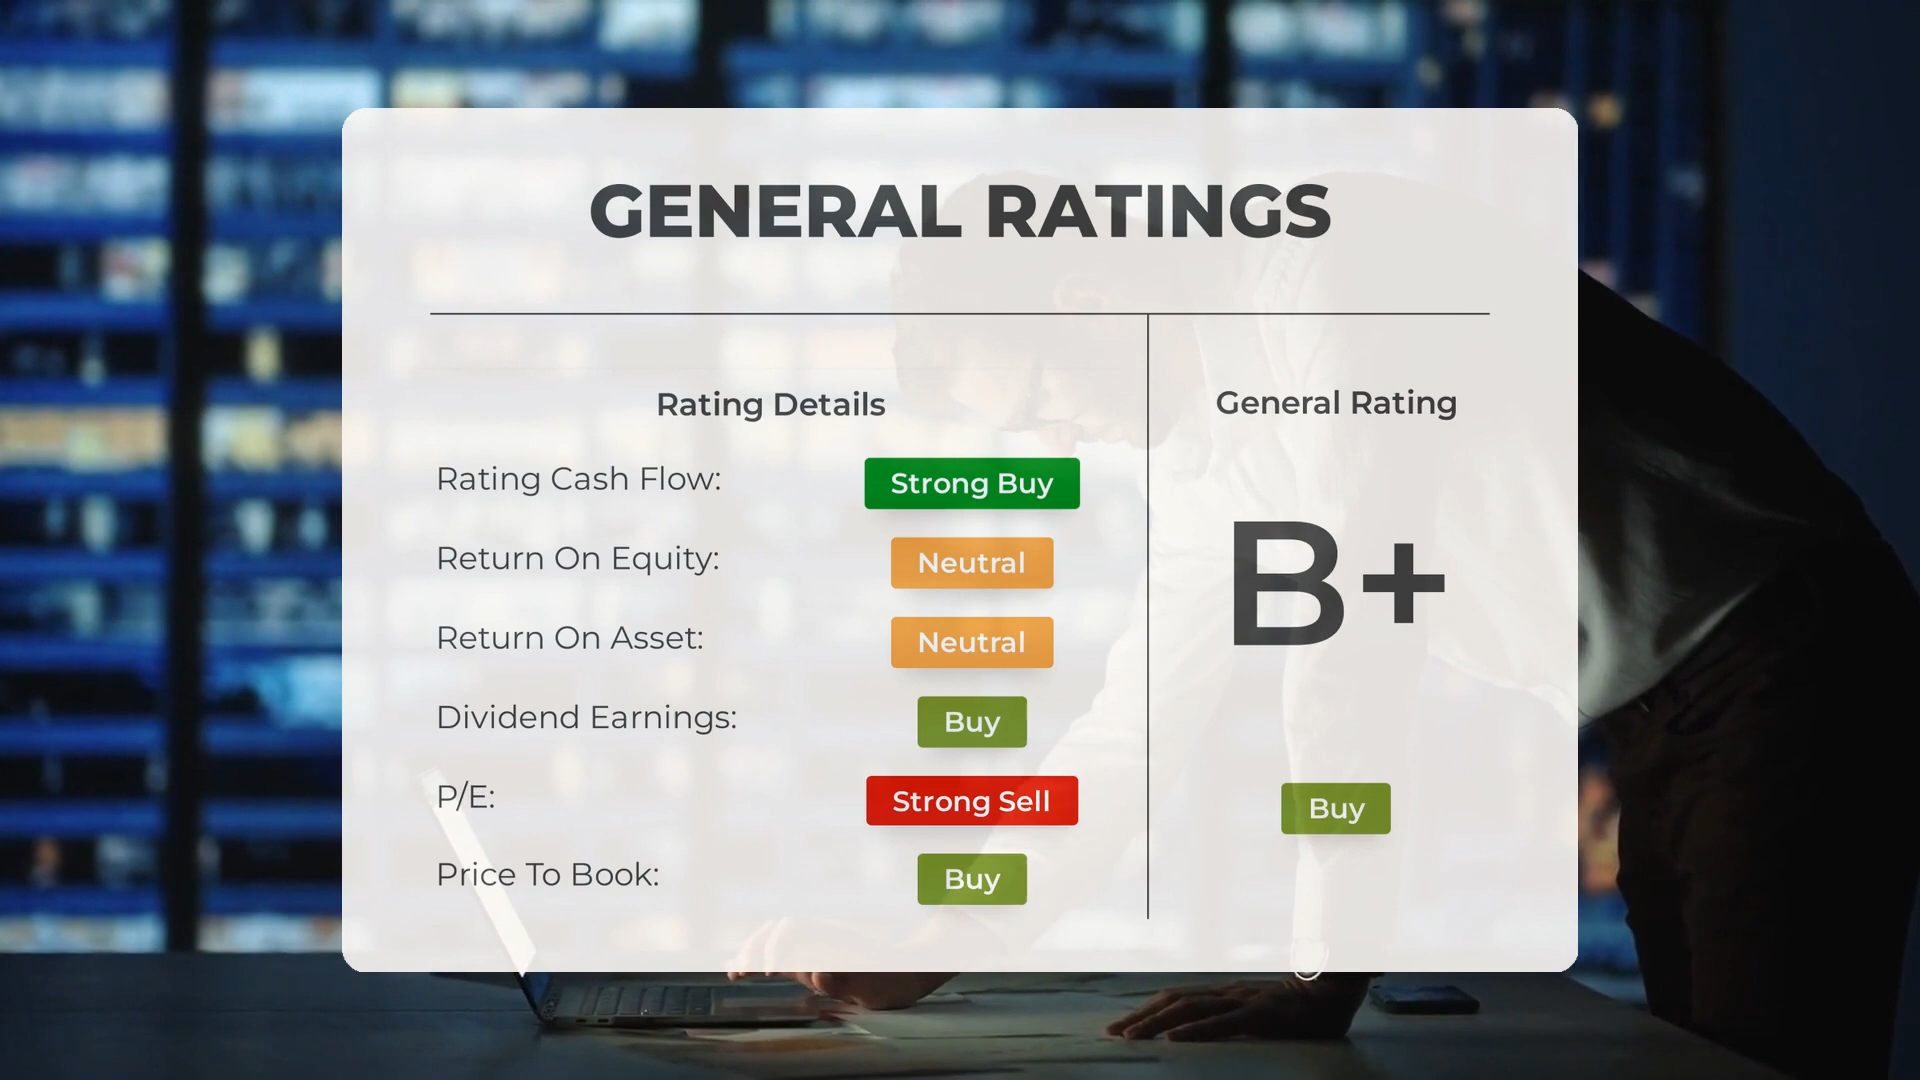 GENERAL RATINGS
Rating Details
Rating Cash Flow: Strong Buy
Return On Equity: Neutral
Return On Asset: Neutral
Dividend Earnings: Buy
P/E: Strong Sell
Price To Book: Buy
General Rating
B+
Buy